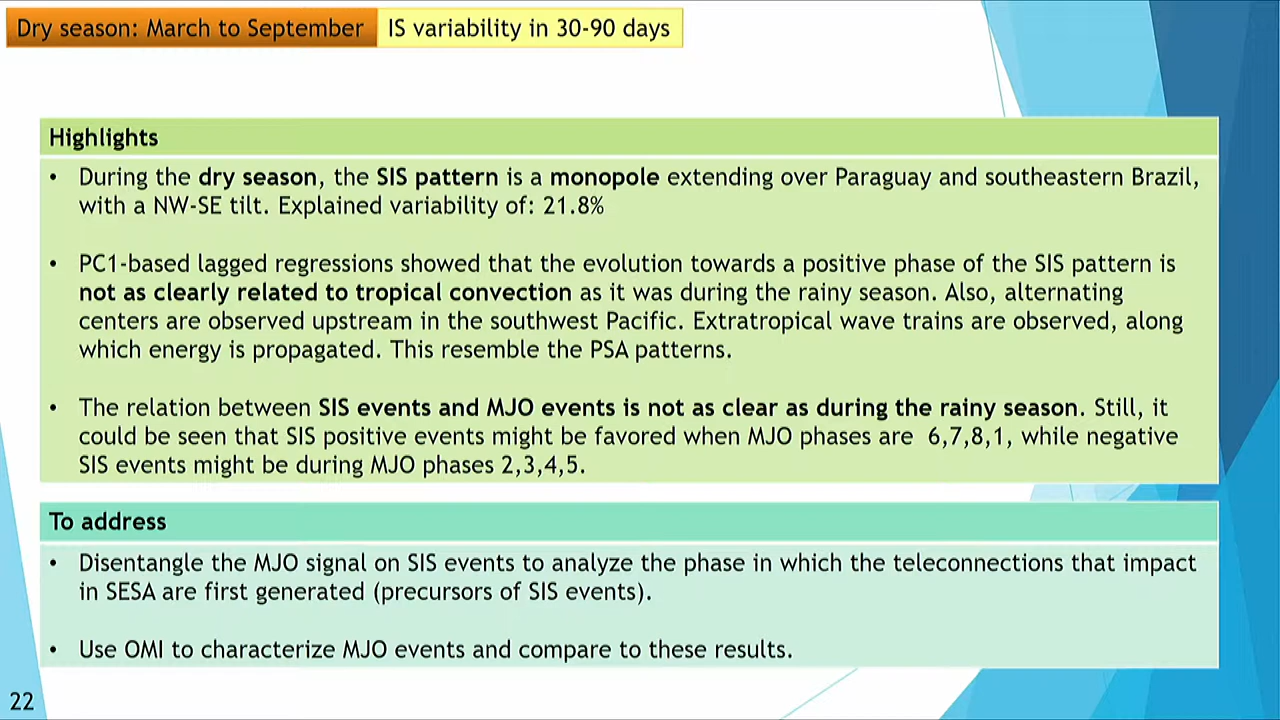 Dry season: March to September IS variability in 30-90 days
Highlights
• During the dry season, the SIS pattern is a monopole extending over Paraguay and southeastern Brazil,
with a NW-SE tilt. Explained variability of: 21.8%
• PC1-based lagged regressions showed that the evolution towards a positive phase of the SIS pattern is
not as clearly related to tropical convection as it was during the rainy season. Also, alternating
centers are observed upstream in the southwest Pacific. Extratropical wave trains are observed, along
which energy is propagated. This resemble the PSA patterns.
• The relation between SIS events and MJO events is not as clear as during the rainy season. Still, it
could be seen that SIS positive events might be favored when MJO phases are 6,7,8,1, while negative
SIS events might be during MJO phases 2,3,4,5.
To address
• Disentangle the MJO signal on SIS events to analyze the phase in which the teleconnections that impact
in SESA are first generated (precursors of SIS events).
• Use OMI to characterize MJO events and compare to these results.
22